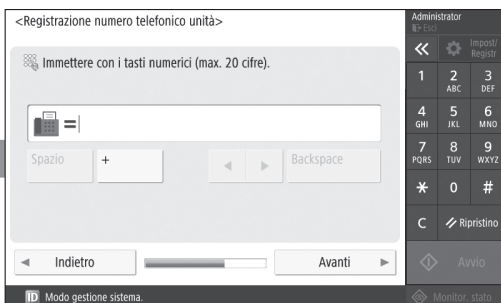 <Registrazione numero telefonico unità>
Immettere con i tasti numerici (max. 20 cifre).
=
Spazio
+
◀
▶
Backspace
◀ Indietro
Avanti ▶
ID Modo gestione sistema.
Administrator
Esci
Impost/
Registr
1
2
ABC
3
DEF
4
GHI
5
JKL
6
MNO
7
PQRS
8
TUV
9
WXYZ
*
0
#
C
Ripristino
Avvio
Monitor. stato